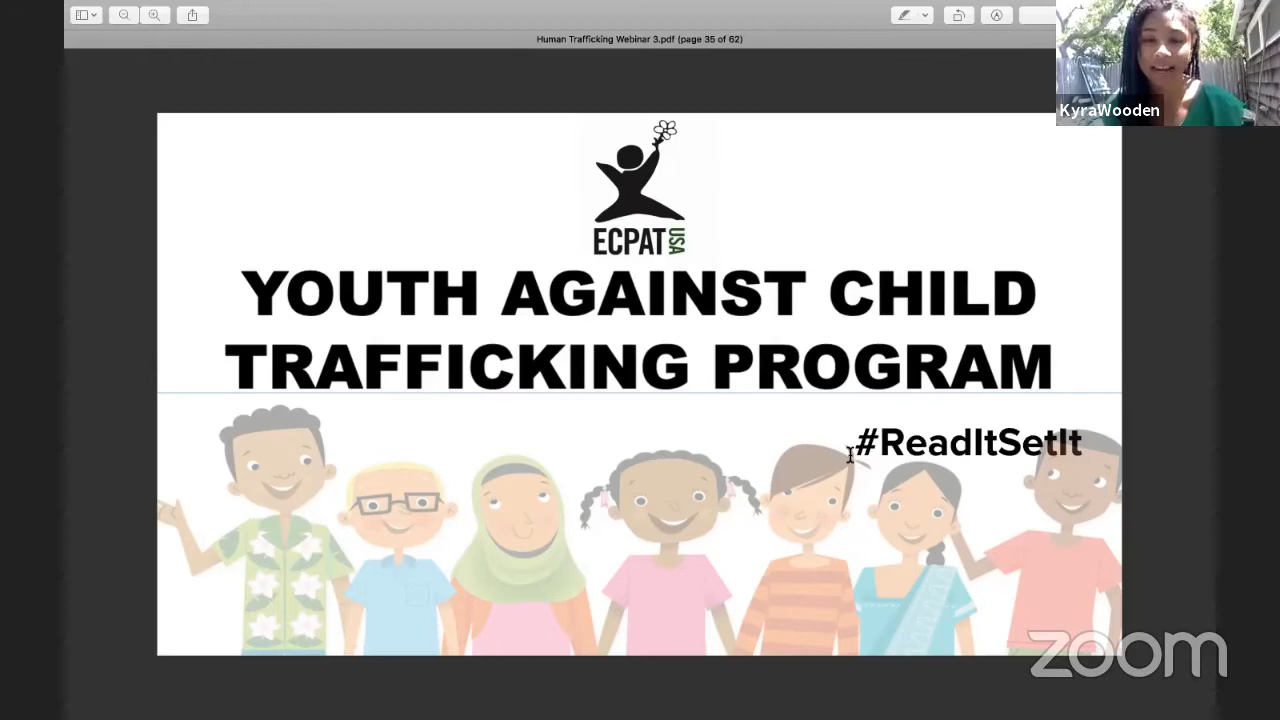 Human Trafficking Webinar 3.pdf (page 35 of 62)
KyraWooden
ECPAT USA
YOUTH AGAINST CHILD
TRAFFICKING PROGRAM
#ReadItSetIt
zoom